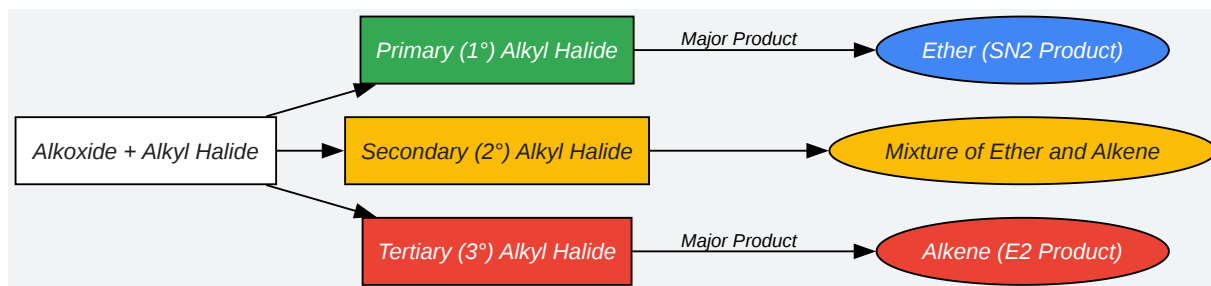 Primary (1°) Alkyl Halide
Major Product
Ether (SN2 Product)
Alkoxide + Alkyl Halide
Secondary (2°) Alkyl Halide
Mixture of Ether and Alkene
Tertiary (3°) Alkyl Halide
Major Product
Alkene (E2 Product)